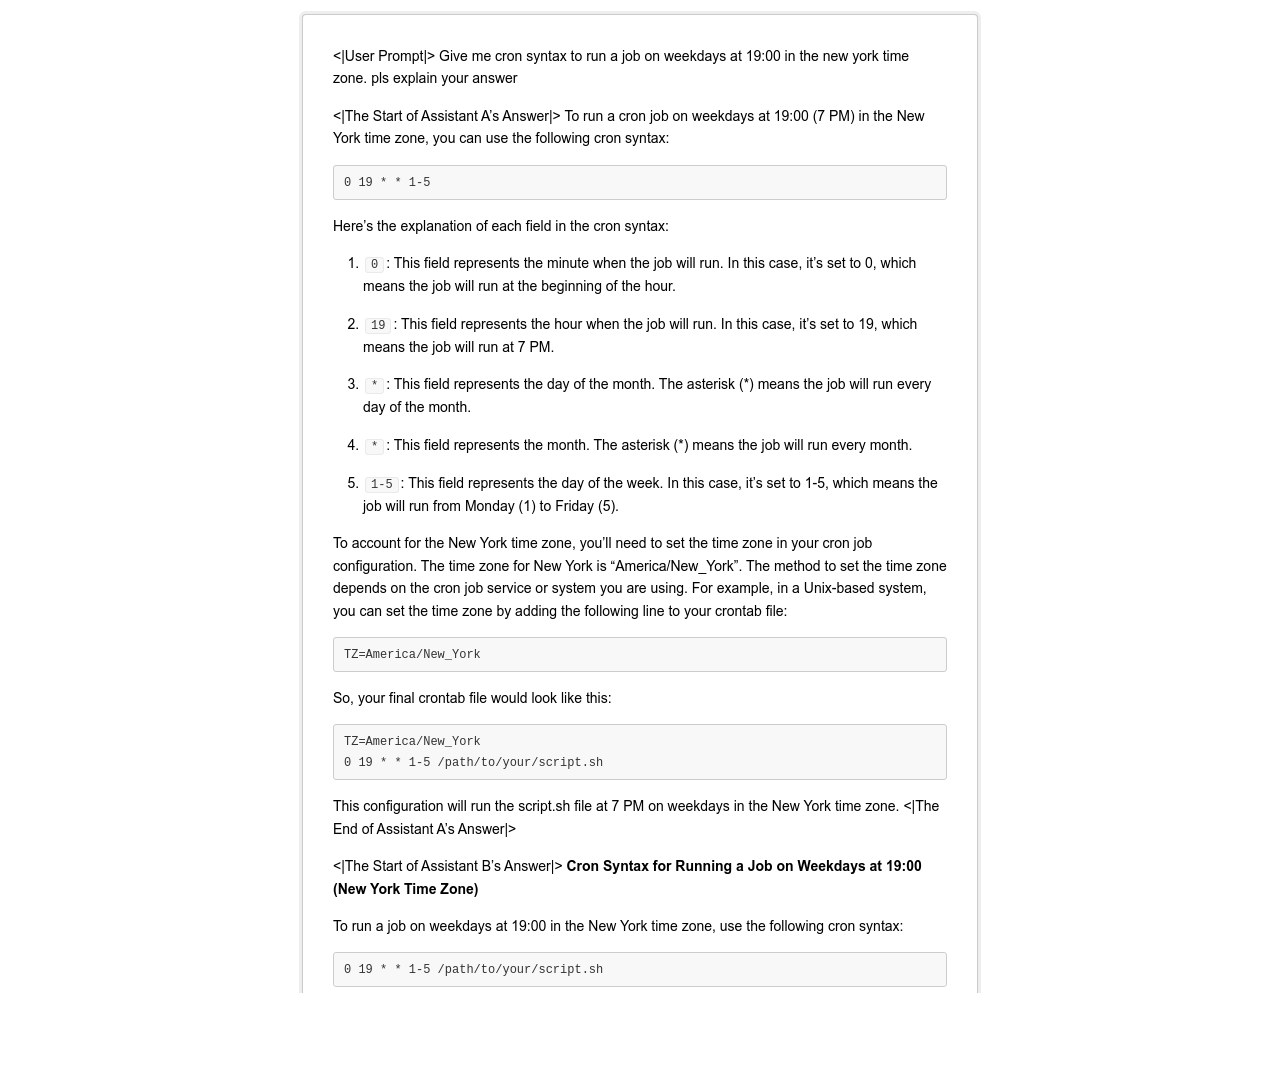 <|User Prompt|> Give me cron syntax to run a job on weekdays at 19:00 in the new york time
zone. pls explain your answer
<|The Start of Assistant A’s Answer|> To run a cron job on weekdays at 19:00 (7 PM) in the New
York time zone, you can use the following cron syntax:
0 19 * * 1-5
Here’s the explanation of each field in the cron syntax:
1. 0 : This field represents the minute when the job will run. In this case, it’s set to 0, which
means the job will run at the beginning of the hour.
2. 19 : This field represents the hour when the job will run. In this case, it’s set to 19, which
means the job will run at 7 PM.
3. * : This field represents the day of the month. The asterisk (*) means the job will run every
day of the month.
4. * : This field represents the month. The asterisk (*) means the job will run every month.
5. 1-5 : This field represents the day of the week. In this case, it’s set to 1-5, which means the
job will run from Monday (1) to Friday (5).
To account for the New York time zone, you’ll need to set the time zone in your cron job
configuration. The time zone for New York is “America/New_York”. The method to set the time zone
depends on the cron job service or system you are using. For example, in a Unix-based system,
you can set the time zone by adding the following line to your crontab file:
TZ=America/New_York
So, your final crontab file would look like this:
TZ=America/New_York
0 19 * * 1-5 /path/to/your/script.sh
This configuration will run the script.sh file at 7 PM on weekdays in the New York time zone. <|The
End of Assistant A’s Answer|>
<|The Start of Assistant B’s Answer|> Cron Syntax for Running a Job on Weekdays at 19:00
(New York Time Zone)
To run a job on weekdays at 19:00 in the New York time zone, use the following cron syntax:
0 19 * * 1-5 /path/to/your/script.sh